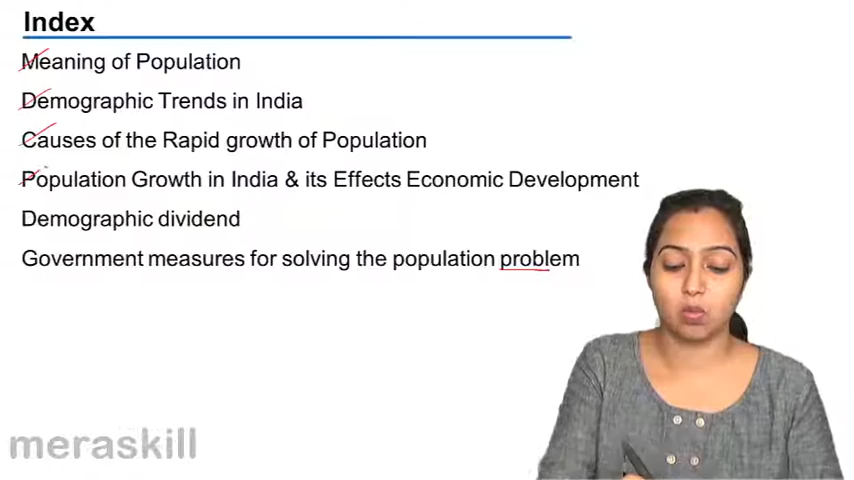 Index
Meaning of Population
Demographic Trends in India
Causes of the Rapid growth of Population
Population Growth in India & its Effects Economic Development
Demographic dividend
Government measures for solving the population problem
meraskill